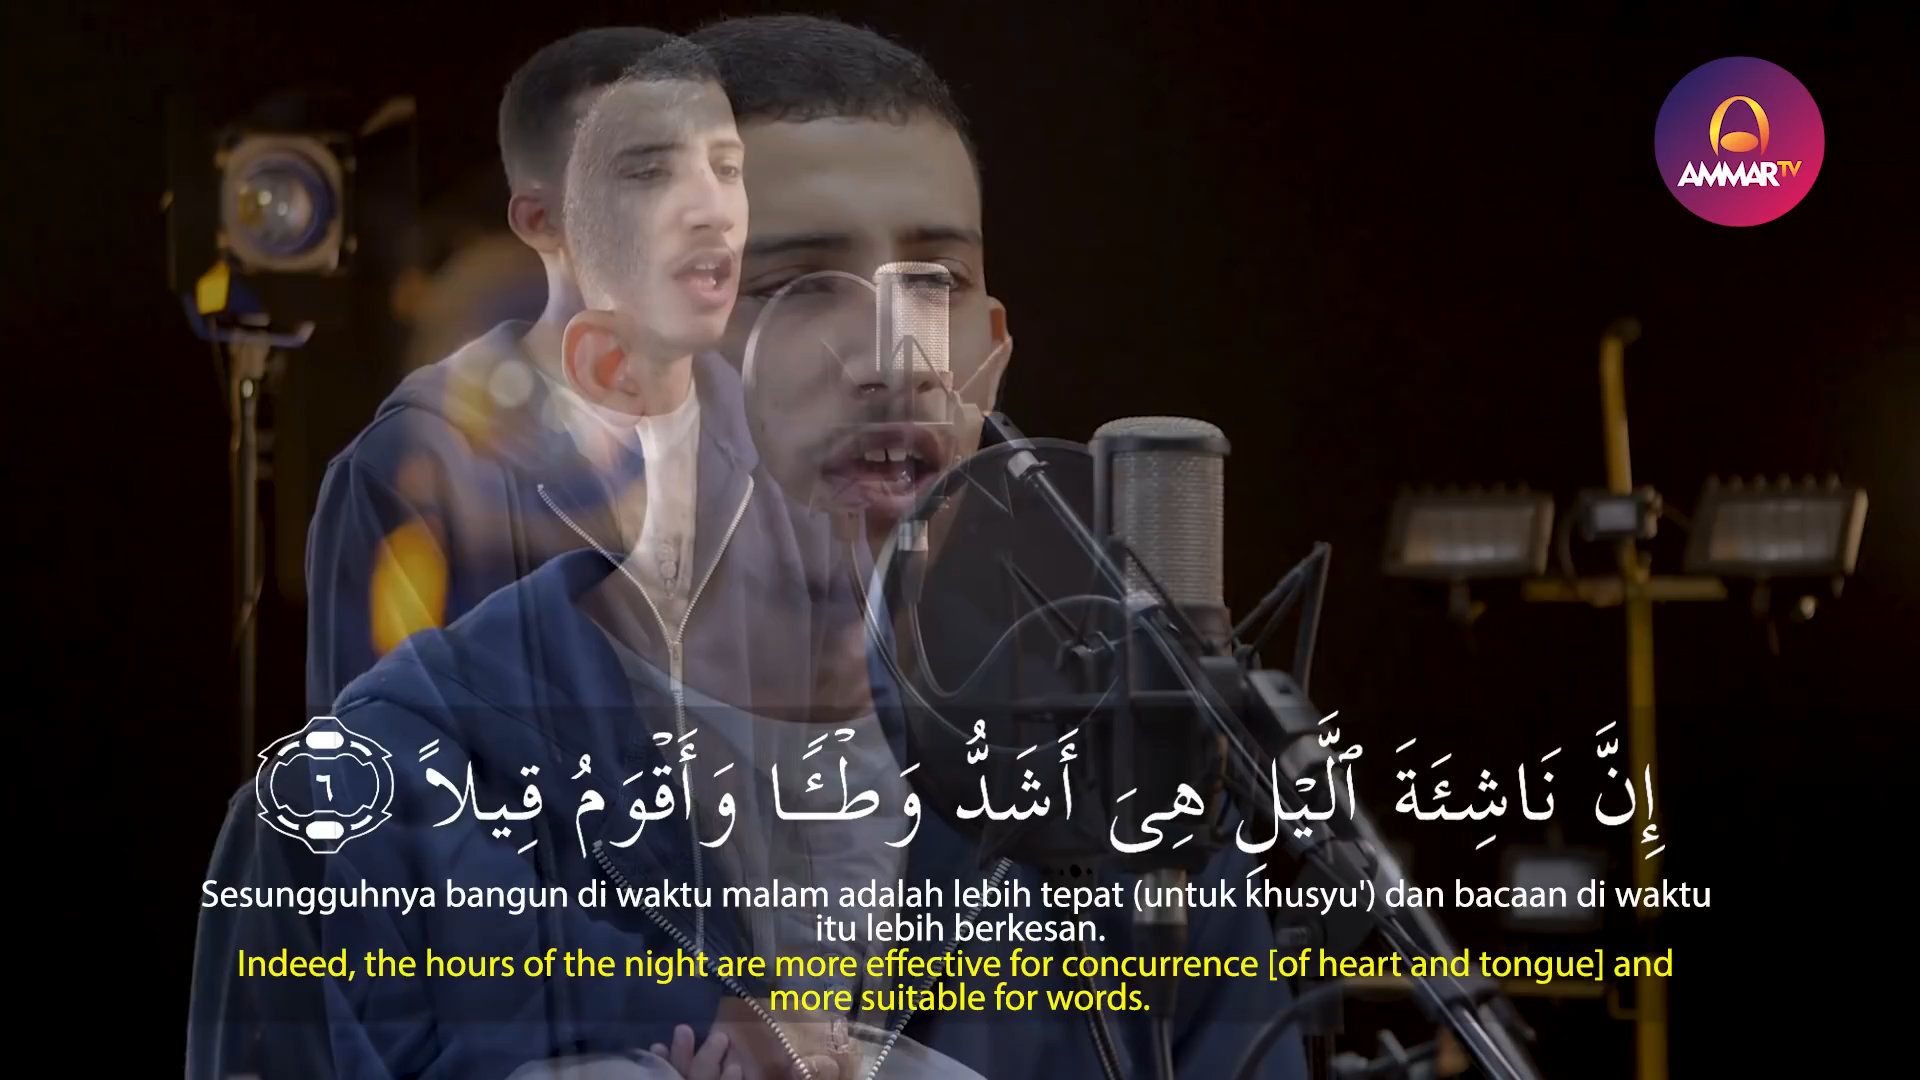 AMMARTV
إِنَّ نَاشِئَةَ ٱلَّيْلِ هِىَ أَشَدُّ وَطْـًٔا وَأَقْوَمُ قِيلاً ٦
Sesungguhnya bangun di waktu malam adalah lebih tepat (untuk khusyu') dan bacaan di waktu
itu lebih berkesan.
Indeed, the hours of the night are more effective for concurrence [of heart and tongue] and
more suitable for words.